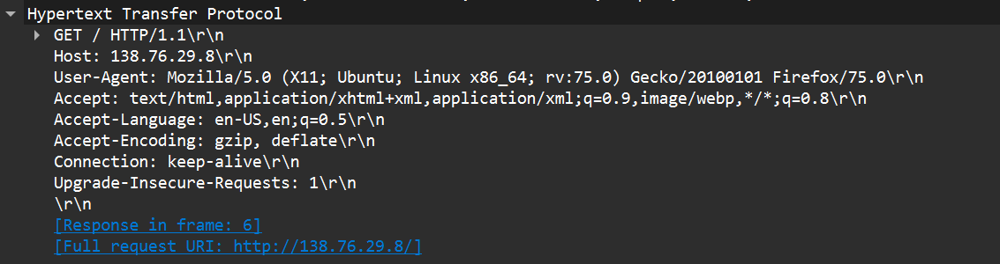 Hypertext Transfer Protocol
GET / HTTP/1.1\r\n
Host: 138.76.29.8\r\n
User-Agent: Mozilla/5.0 (X11; Ubuntu; Linux x86_64; rv:75.0) Gecko/20100101 Firefox/75.0\r\n
Accept: text/html,application/xhtml+xml,application/xml;q=0.9,image/webp,*/*;q=0.8\r\n
Accept-Language: en-US,en;q=0.5\r\n
Accept-Encoding: gzip, deflate\r\n
Connection: keep-alive\r\n
Upgrade-Insecure-Requests: 1\r\n
\r\n
[Response in frame: 6]
[Full request URI: http://138.76.29.8/]